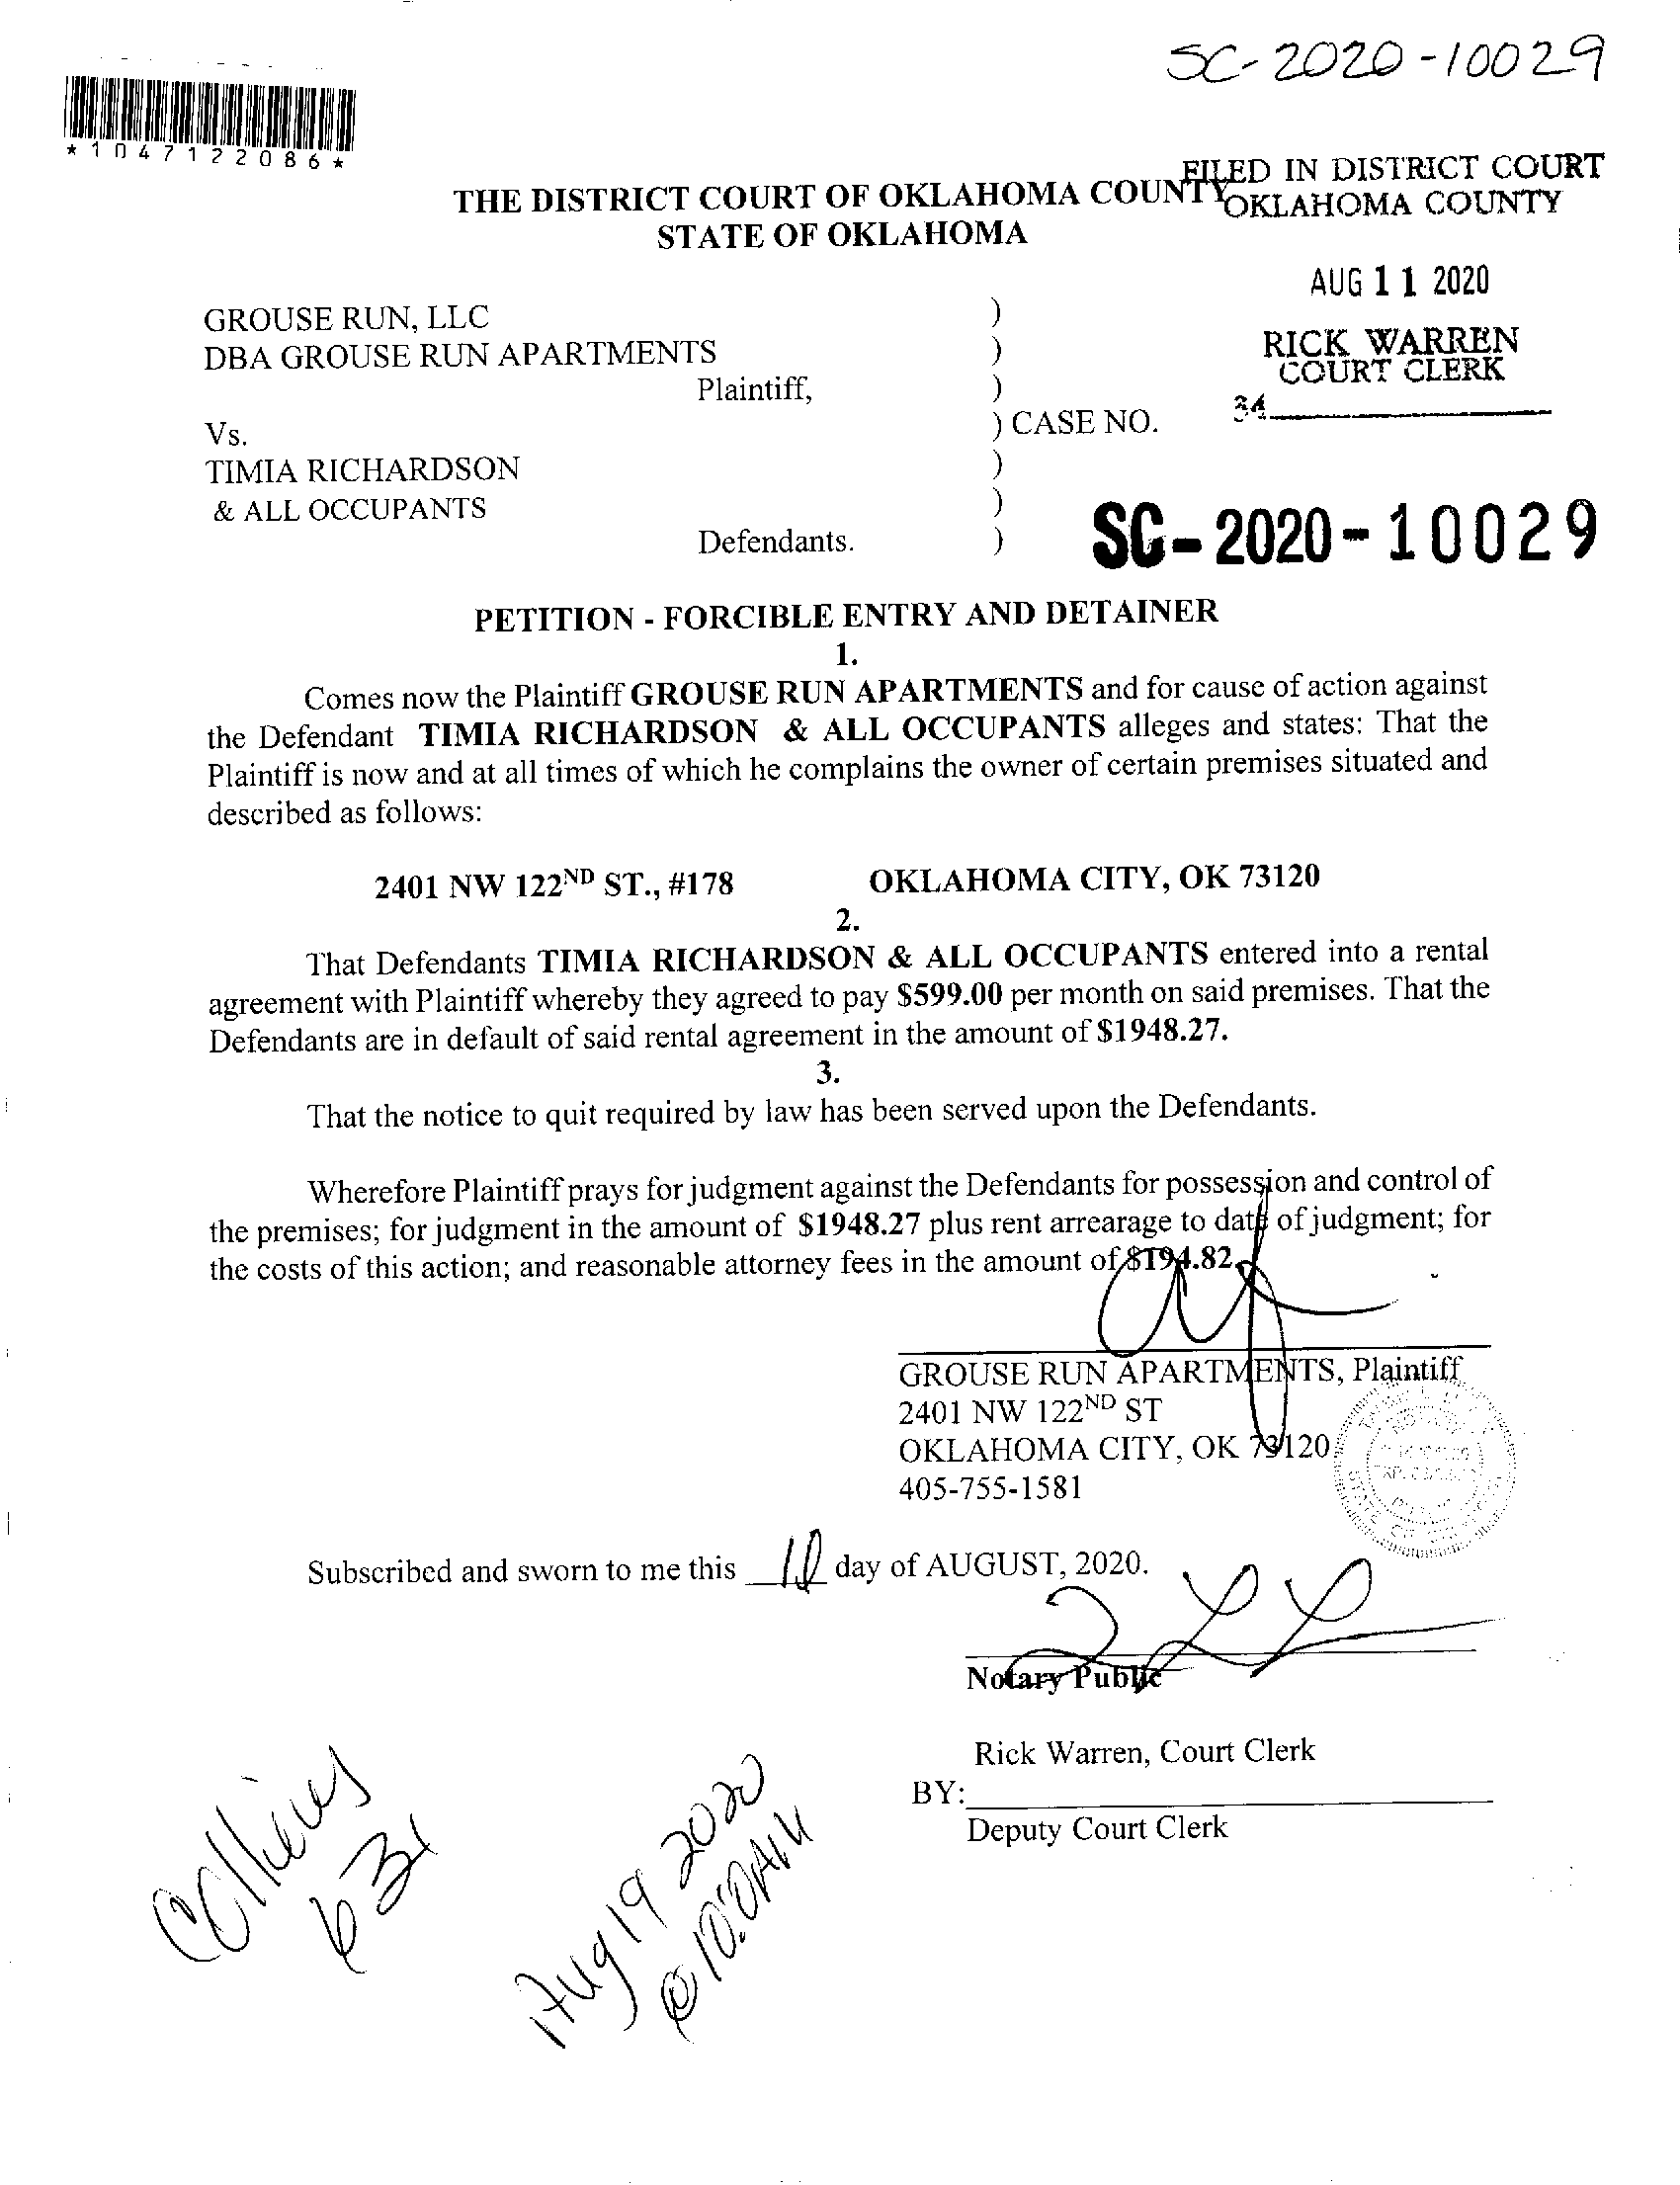 SC-2020-10029
*1047122086*
FILED IN DISTRICT COURT
OKLAHOMA COUNTY
THE DISTRICT COURT OF OKLAHOMA COUNTY
STATE OF OKLAHOMA
AUG 11 2020
RICK WARREN
COURT CLERK
34
GROUSE RUN, LLC )
DBA GROUSE RUN APARTMENTS )
Plaintiff, )
Vs. ) CASE NO.
TIMIA RICHARDSON )
& ALL OCCUPANTS )
Defendants. )
SC-2020-10029
PETITION - FORCIBLE ENTRY AND DETAINER
1.
Comes now the Plaintiff GROUSE RUN APARTMENTS and for cause of action against
the Defendant TIMIA RICHARDSON & ALL OCCUPANTS alleges and states: That the
Plaintiff is now and at all times of which he complains the owner of certain premises situated and
described as follows:
2401 NW 122ND ST., #178 OKLAHOMA CITY, OK 73120
2.
That Defendants TIMIA RICHARDSON & ALL OCCUPANTS entered into a rental
agreement with Plaintiff whereby they agreed to pay $599.00 per month on said premises. That the
Defendants are in default of said rental agreement in the amount of $1948.27.
3.
That the notice to quit required by law has been served upon the Defendants.
Wherefore Plaintiff prays for judgment against the Defendants for possession and control of
the premises; for judgment in the amount of $1948.27 plus rent arrearage to date of judgment; for
the costs of this action; and reasonable attorney fees in the amount of $194.82.
GROUSE RUN APARTMENTS, Plaintiff
2401 NW 122ND ST
OKLAHOMA CITY, OK 73120
405-755-1581
Subscribed and sworn to me this day of AUGUST, 2020.
Notary Public
Rick Warren, Court Clerk
BY:
Deputy Court Clerk
Collins
Aug 19 2020
@ 10:00AM